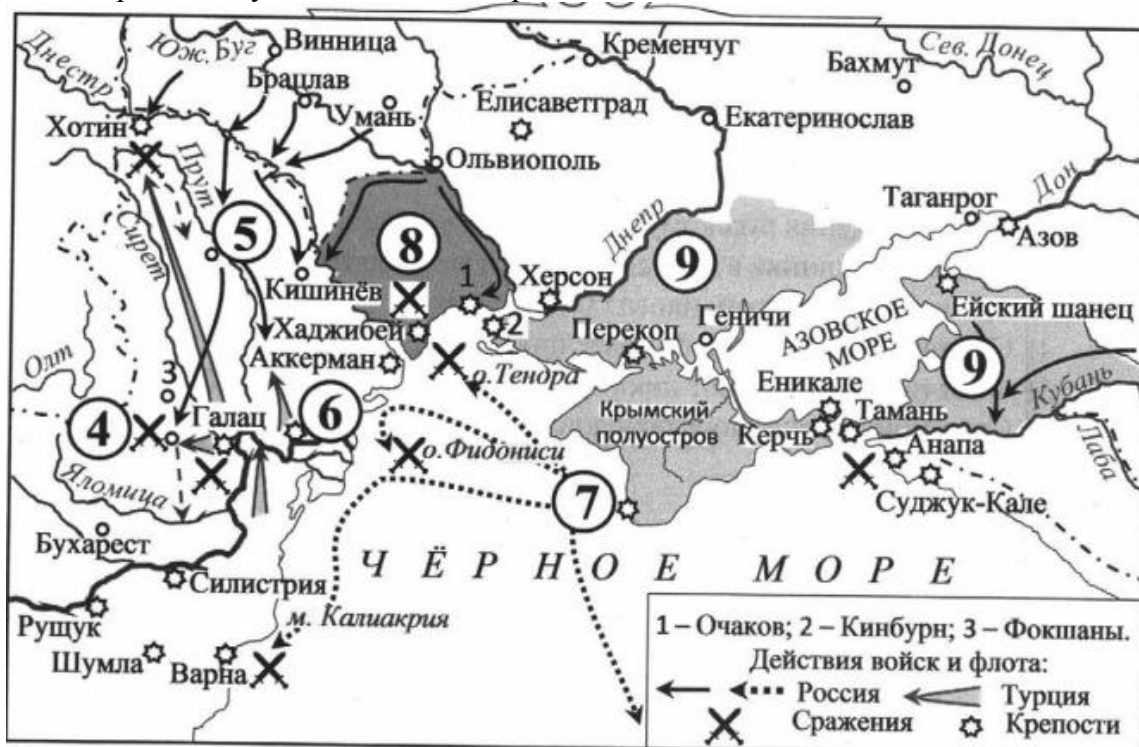 Юж. Буг
Винница
Кременчуг
Сев. Донец
Днестр
Брацлав
Бахмут
Умань
Елисаветград
Хотин
Екатеринослав
Ольвиополь
Прут
Таганрог
Дон
Сирет
Днепр
Азов
5
8
9
1
Херсон
Кишинёв
2
Перекоп
Геничи
АЗОВСКОЕ
МОРЕ
Ейский шанец
Хаджибей
Олт
Аккерман
о.Тендра
9
Кубань
3
Еникале
4
Галац
6
Крымский
полуостров
Керчь
Тамань
Анапа
Лаба
о.Фидониси
Яломица
7
Суджук-Кале
Бухарест
ЧЁРНОЕ МОРЕ
Силистрия
Рущук
м. Калиакрия
Шумла
Варна
1 – Очаков; 2 – Кинбурн; 3 – Фокшаны.
Действия войск и флота:
Россия
Турция
Сражения
Крепости